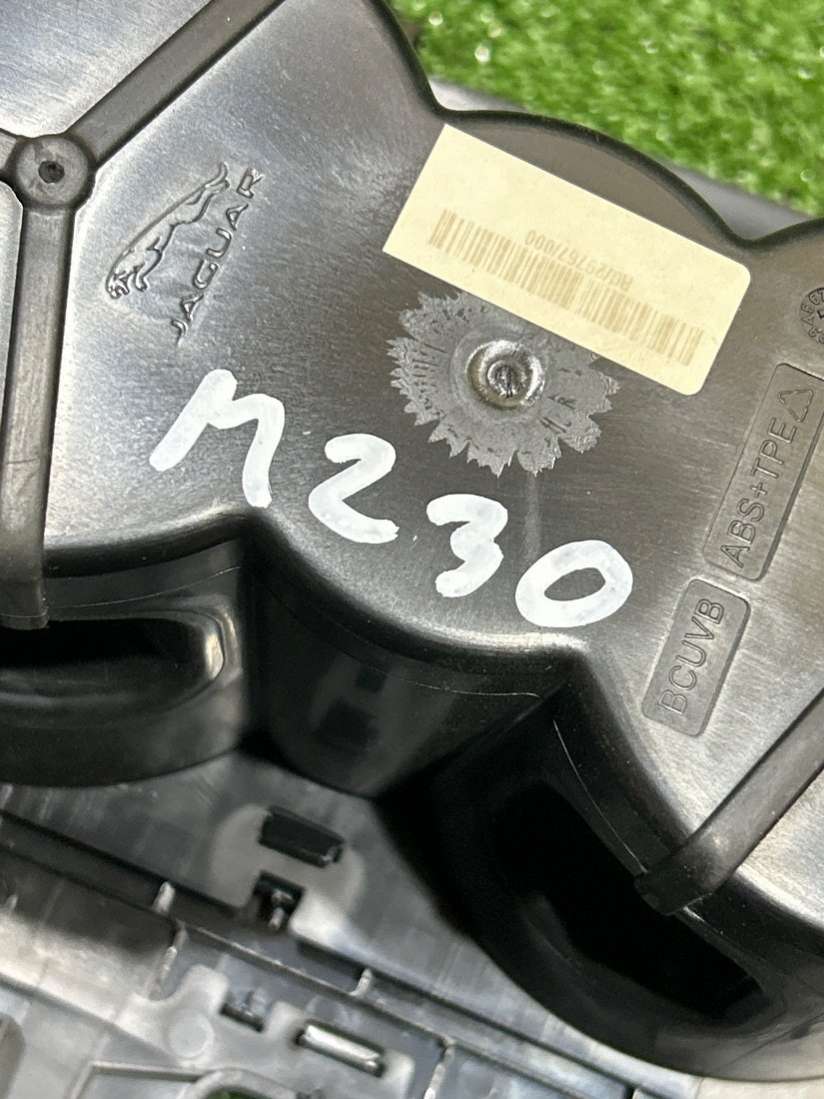 JAGUAR
M230
ABS+TPE
BCUVB